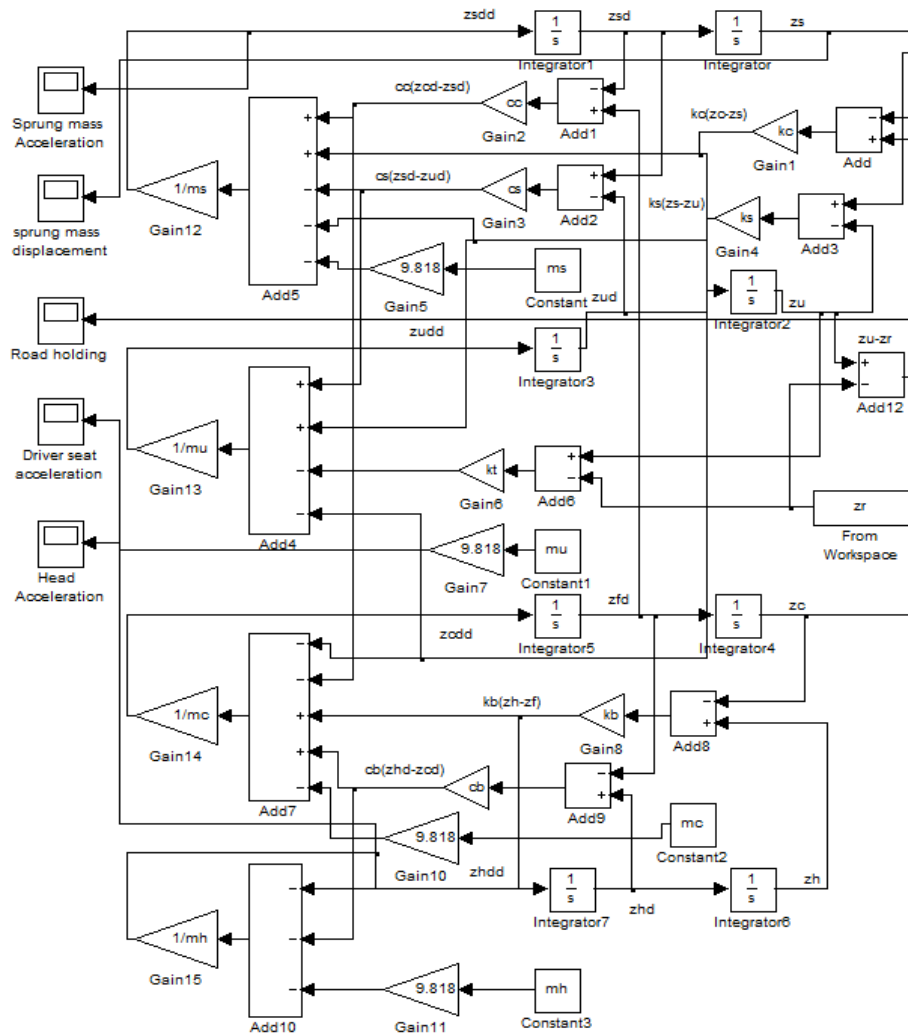 zsdd
zsd
zs
1
s
Integrator1
1
s
Integrator
Sprung mass
Acceleration
cc(zcd-zsd)
cc
Gain2
−
+
Add1
kc(zc-zs)
kc
Gain1
−
+
Add
+
+
−
−
−
Add5
1/ms
Gain12
sprung mass
displacement
cs(zsd-zud)
cs
Gain3
+
−
Add2
ks(zs-zu)
ks
Gain4
+
−
Add3
9.818
Gain5
ms
Constant
zud
1
s
Integrator2
zu
Road holding
zudd
1
s
Integrator3
zu-zr
+
−
Add12
Driver seat
acceleration
1/mu
Gain13
+
+
−
−
Add4
kt
Gain6
+
−
Add6
zr
From
Workspace
Head
Acceleration
9.818
Gain7
mu
Constant1
zcdd
1
s
Integrator5
zfd
1
s
Integrator4
zc
1/mc
Gain14
−
−
+
+
−
Add7
kb(zh-zf)
kb
Gain8
−
+
Add8
cb(zhd-zcd)
cb
−
+
Add9
9.818
Gain10
mc
Constant2
zhdd
1
s
Integrator7
zhd
1
s
Integrator6
zh
1/mh
Gain15
−
−
−
Add10
9.818
Gain11
mh
Constant3